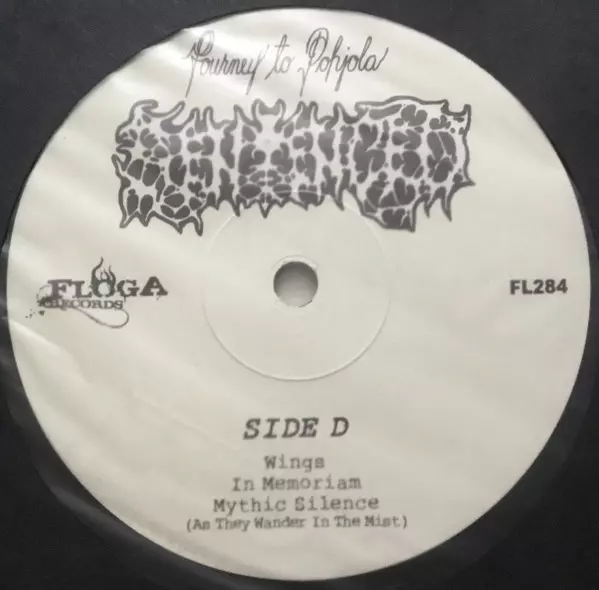 Journey to Pohjola
FLOGA
RECORDS
FL284
SIDE D
Wings
In Memoriam
Mythic Silence
(As They Wander In The Mist)